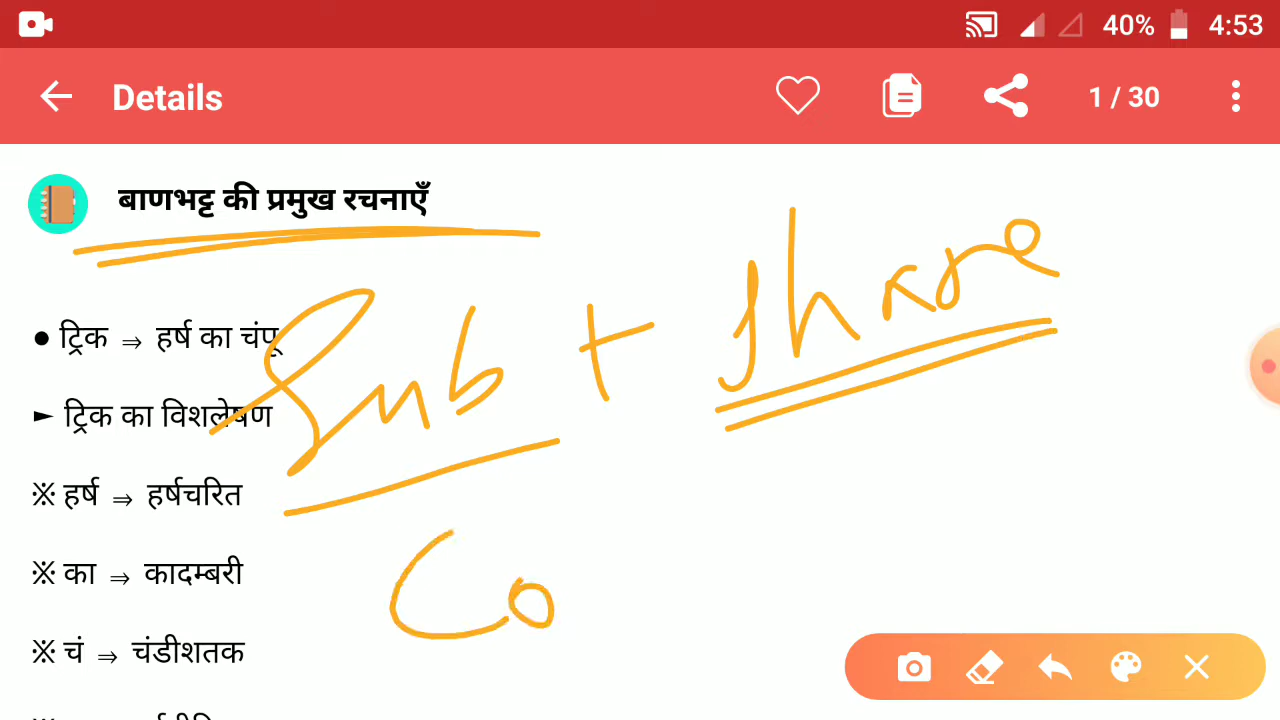 40% 4:53
Details 1 / 30
बाणभट्ट की प्रमुख रचनाएँ
● ट्रिक ⇒ हर्ष का चंपू
► ट्रिक का विशलेषण
Sub + Share
※ हर्ष ⇒ हर्षचरित
※ का ⇒ कादम्बरी
Co
※ चं ⇒ चंडीशतक